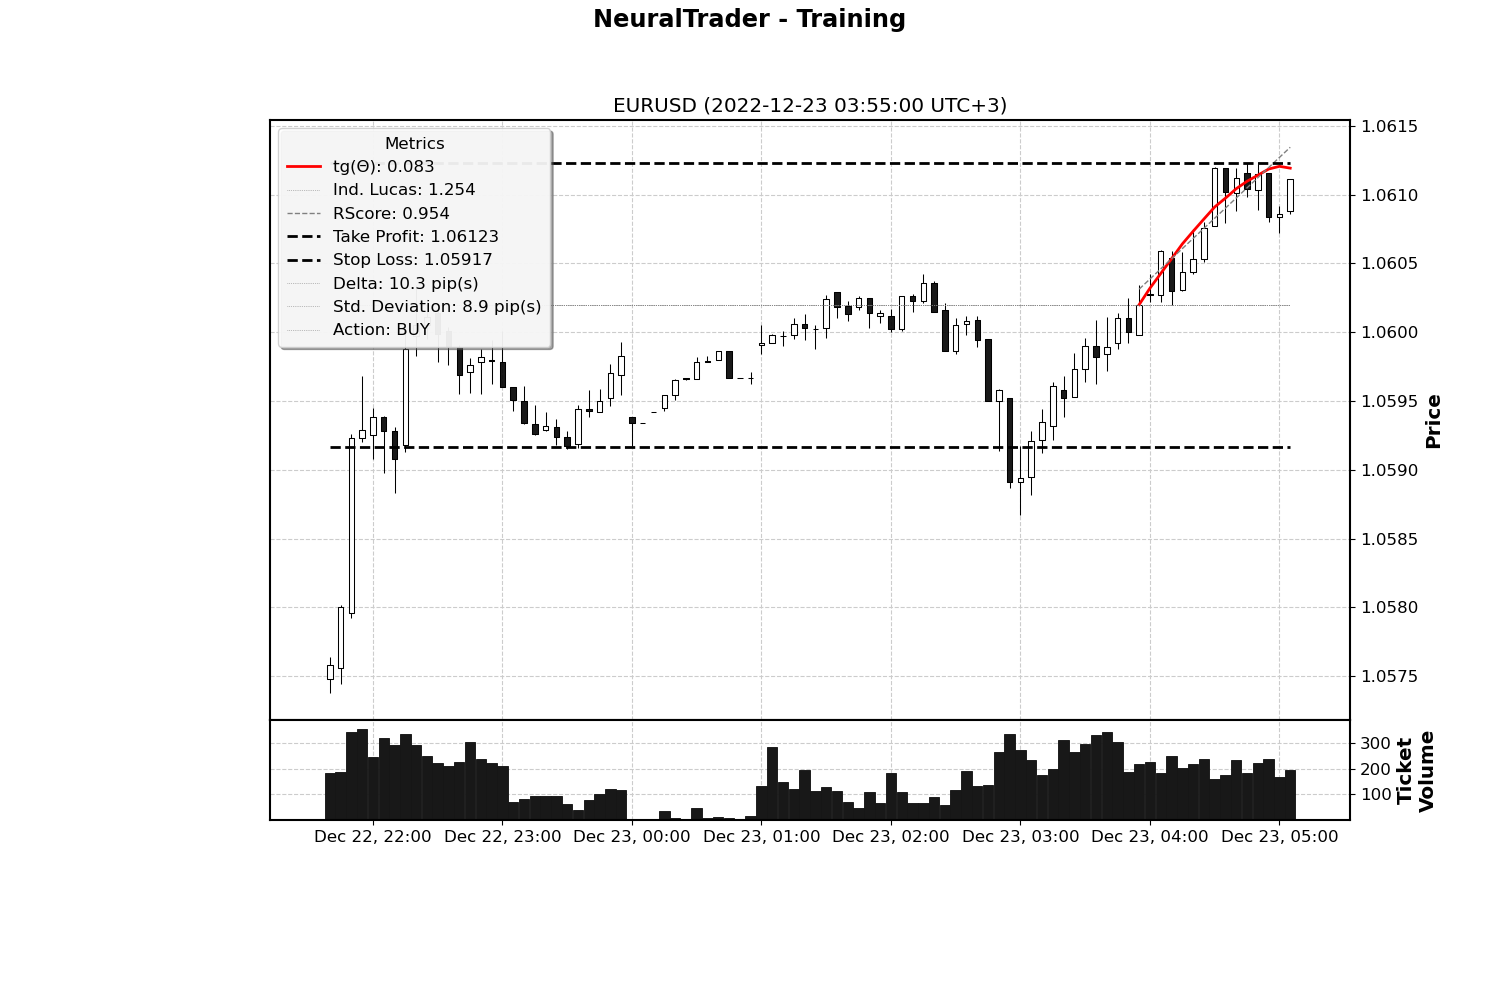 NeuralTrader - Training
EURUSD (2022-12-23 03:55:00 UTC+3)
Metrics
tg(Θ): 0.083
Ind. Lucas: 1.254
RScore: 0.954
Take Profit: 1.06123
Stop Loss: 1.05917
Delta: 10.3 pip(s)
Std. Deviation: 8.9 pip(s)
Action: BUY
1.0615
1.0610
1.0605
1.0600
1.0595
1.0590
1.0585
1.0580
1.0575
Price
300
200
100
Ticket
Volume
Dec 22, 22:00 Dec 22, 23:00 Dec 23, 00:00 Dec 23, 01:00 Dec 23, 02:00 Dec 23, 03:00 Dec 23, 04:00 Dec 23, 05:00